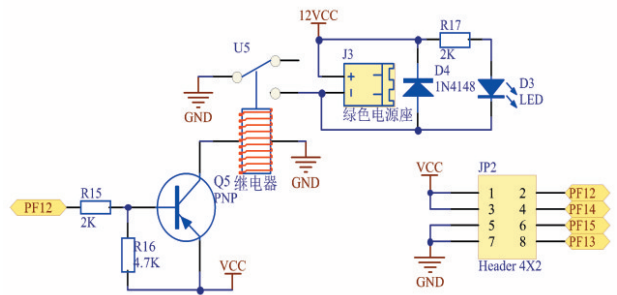 12VCC
R17
2K
U5
J3
+
-
D4
1N4148
D3
LED
GND
绿色电源座
GND
Q5
PNP
继电器
PF12
R15
2K
R16
4.7K
VCC
VCC
JP2
1 2 PF12
3 4 PF14
5 6 PF15
7 8 PF13
GND
Header 4X2